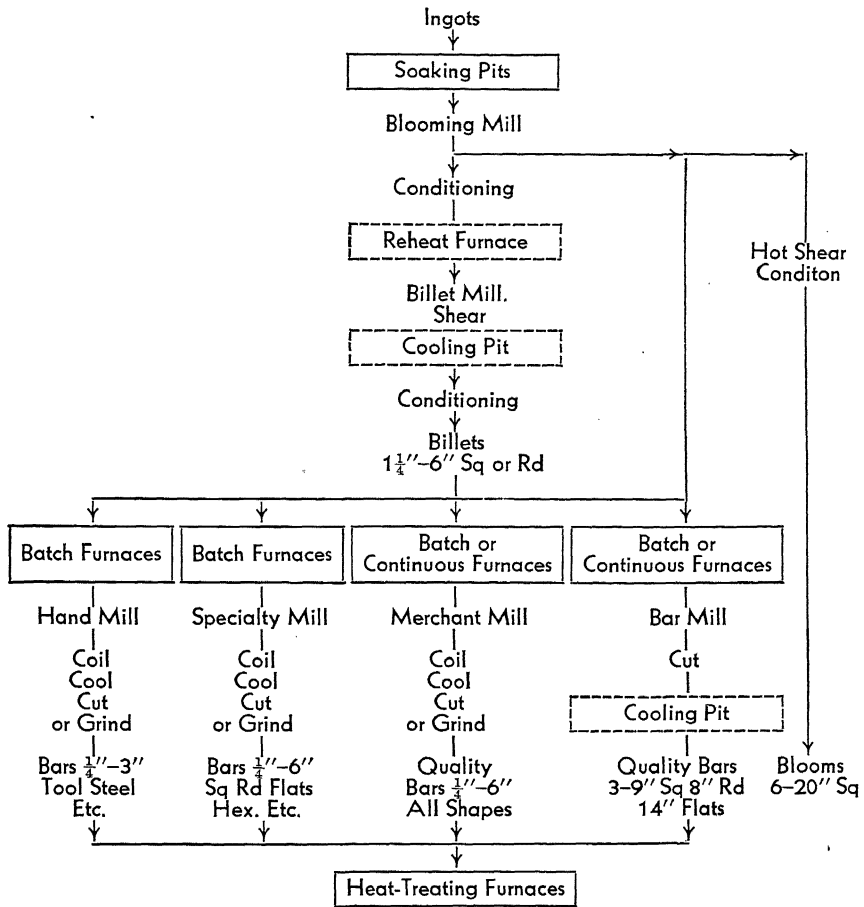 Ingots
Soaking Pits
Blooming Mill
Conditioning
Reheat Furnace
Hot Shear
Conditon
Billet Mill.
Shear
Cooling Pit
Conditioning
Billets
1¼″–6″ Sq or Rd
Batch Furnaces
Batch Furnaces
Batch or
Continuous Furnaces
Batch or
Continuous Furnaces
Hand Mill
Coil
Cool
Cut
or Grind
Bars ¼″–3″
Tool Steel
Etc.
Specialty Mill
Coil
Cool
Cut
or Grind
Bars ¼″–6″
Sq Rd Flats
Hex. Etc.
Merchant Mill
Coil
Cool
Cut
or Grind
Quality
Bars ¼″–6″
All Shapes
Bar Mill
Cut
Cooling Pit
Quality Bars
3–9″ Sq 8″ Rd
14″ Flats
Blooms
6–20″ Sq
Heat-Treating Furnaces